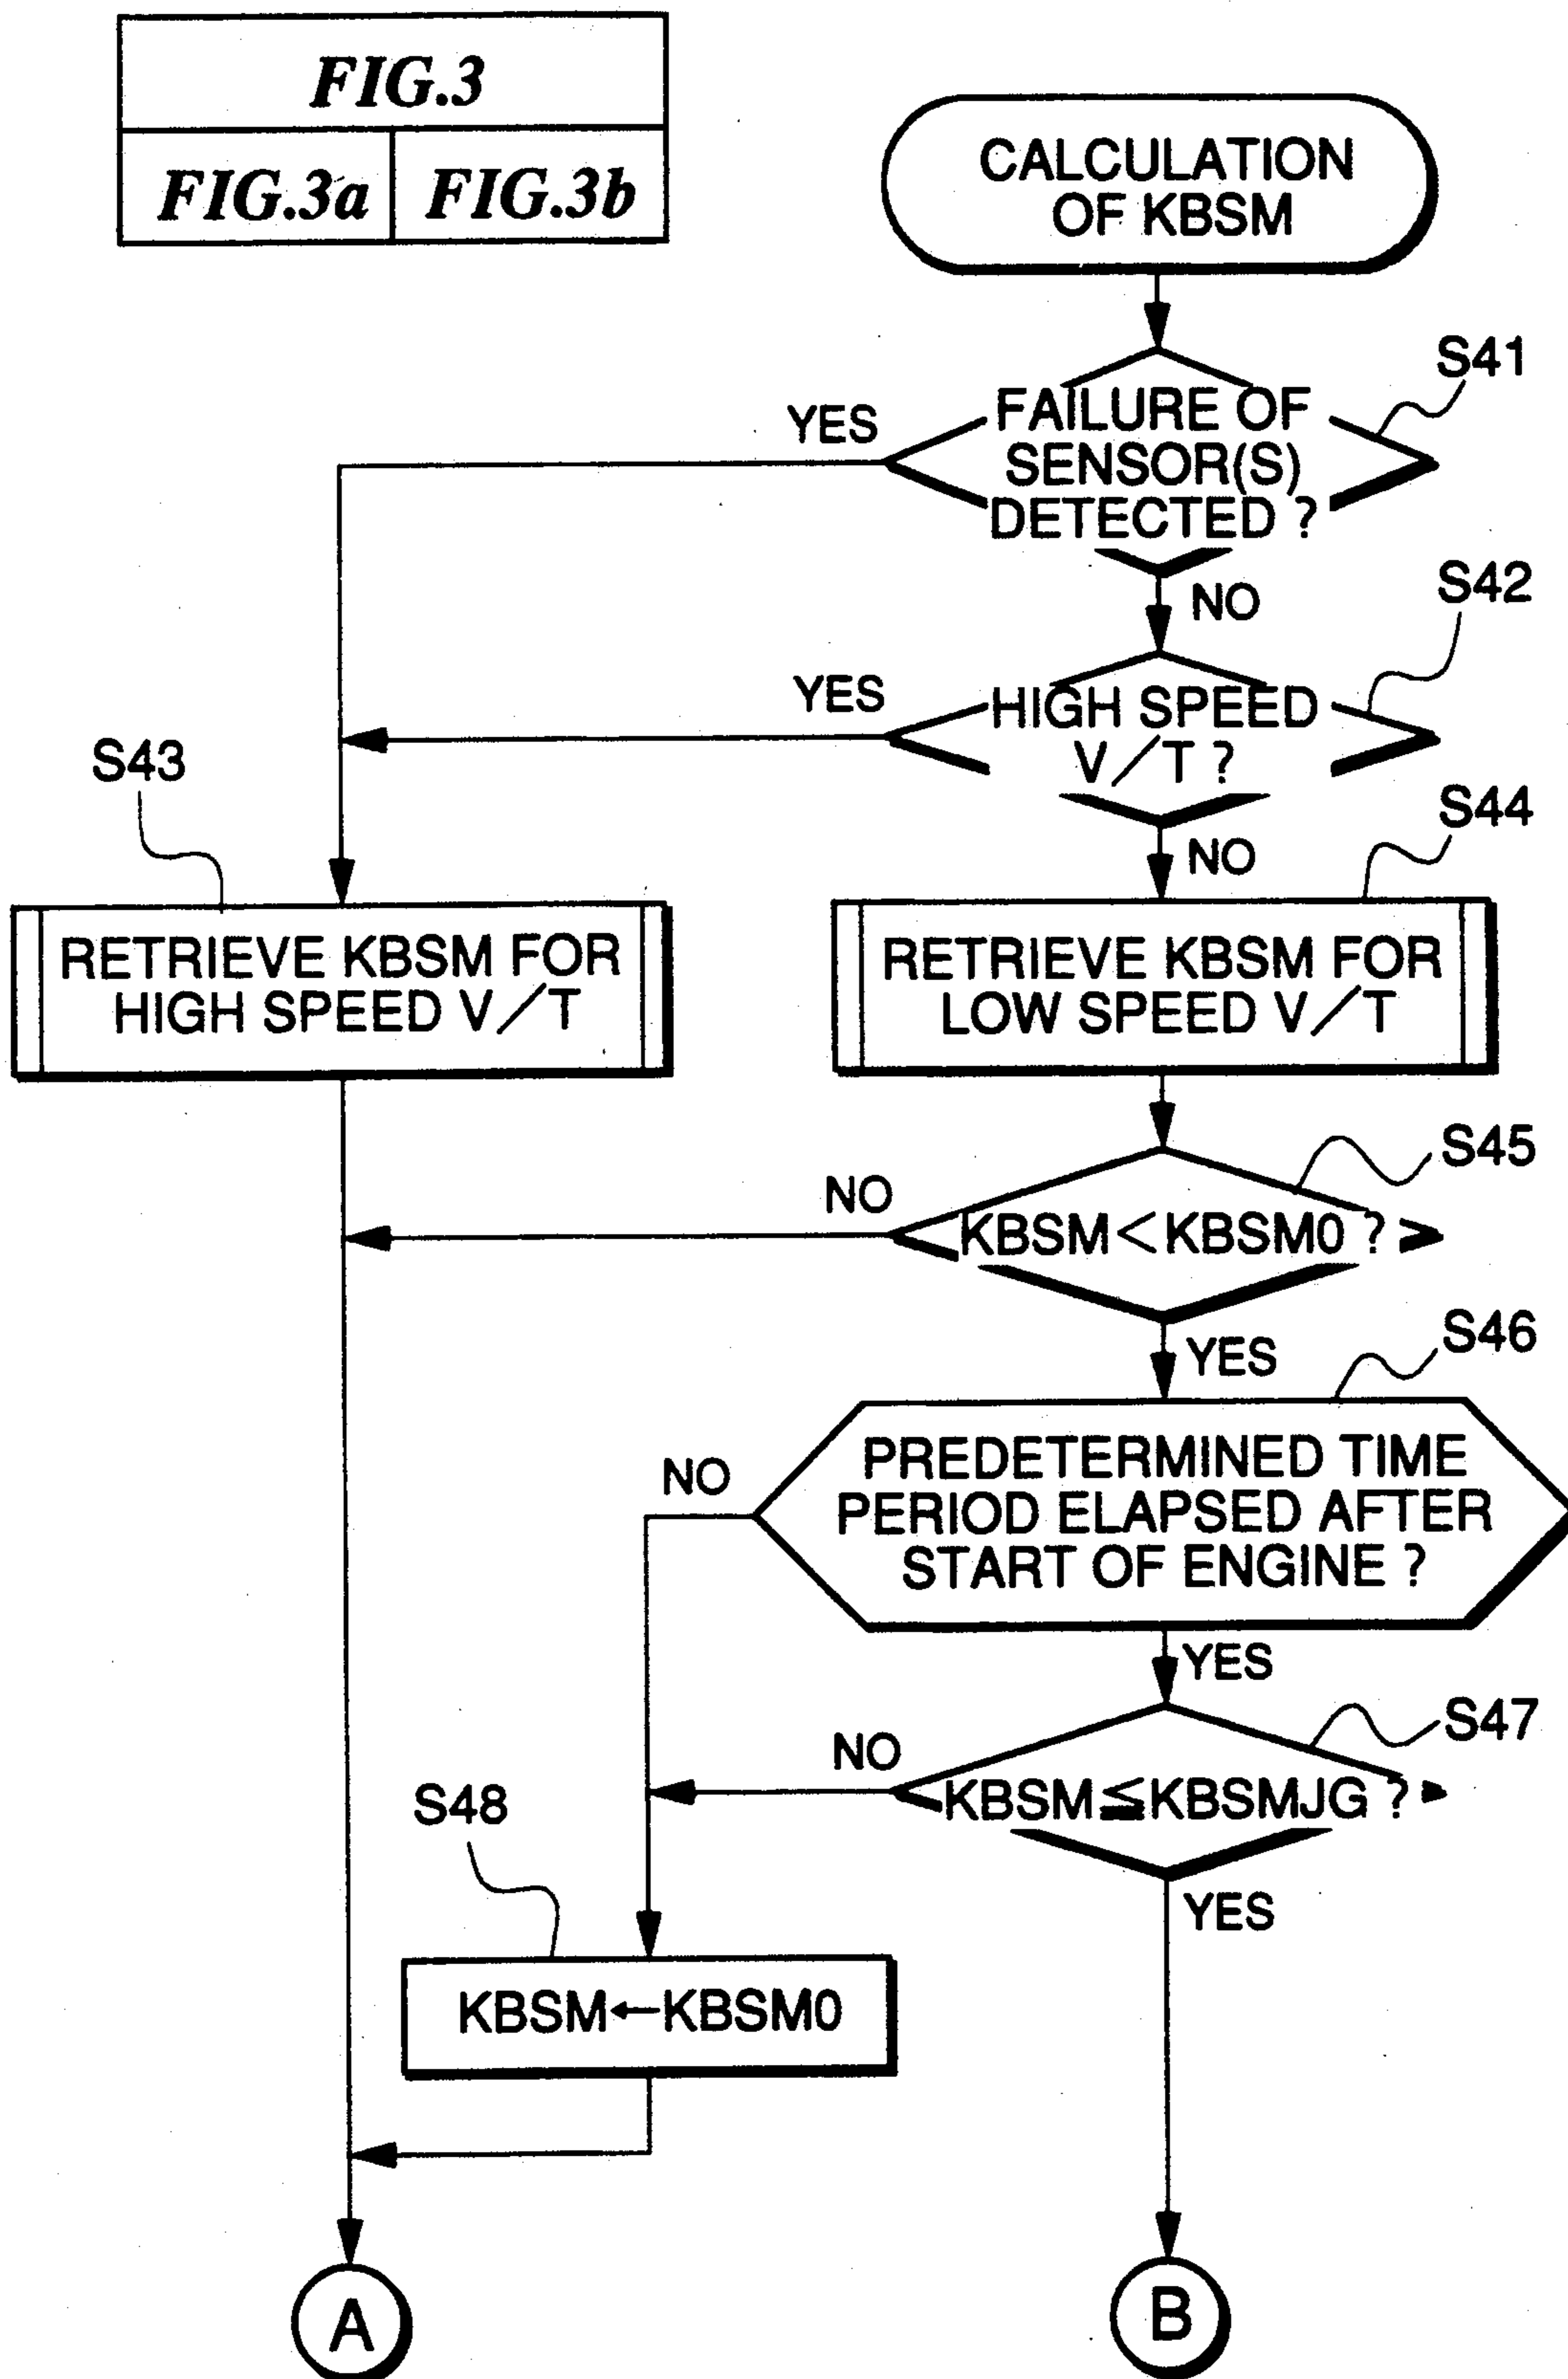 FIG.3
FIG.3a FIG.3b
CALCULATION
OF KBSM
S41
FAILURE OF
SENSOR(S)
DETECTED ?
YES
NO
S42
HIGH SPEED
V/T ?
YES
NO
S43
RETRIEVE KBSM FOR
HIGH SPEED V/T
S44
RETRIEVE KBSM FOR
LOW SPEED V/T
S45
NO
KBSM<KBSM0 ?
YES
S46
NO
PREDETERMINED TIME
PERIOD ELAPSED AFTER
START OF ENGINE ?
YES
S47
NO
KBSM≦KBSMJG ?
YES
S48
KBSM←KBSM0
A
B